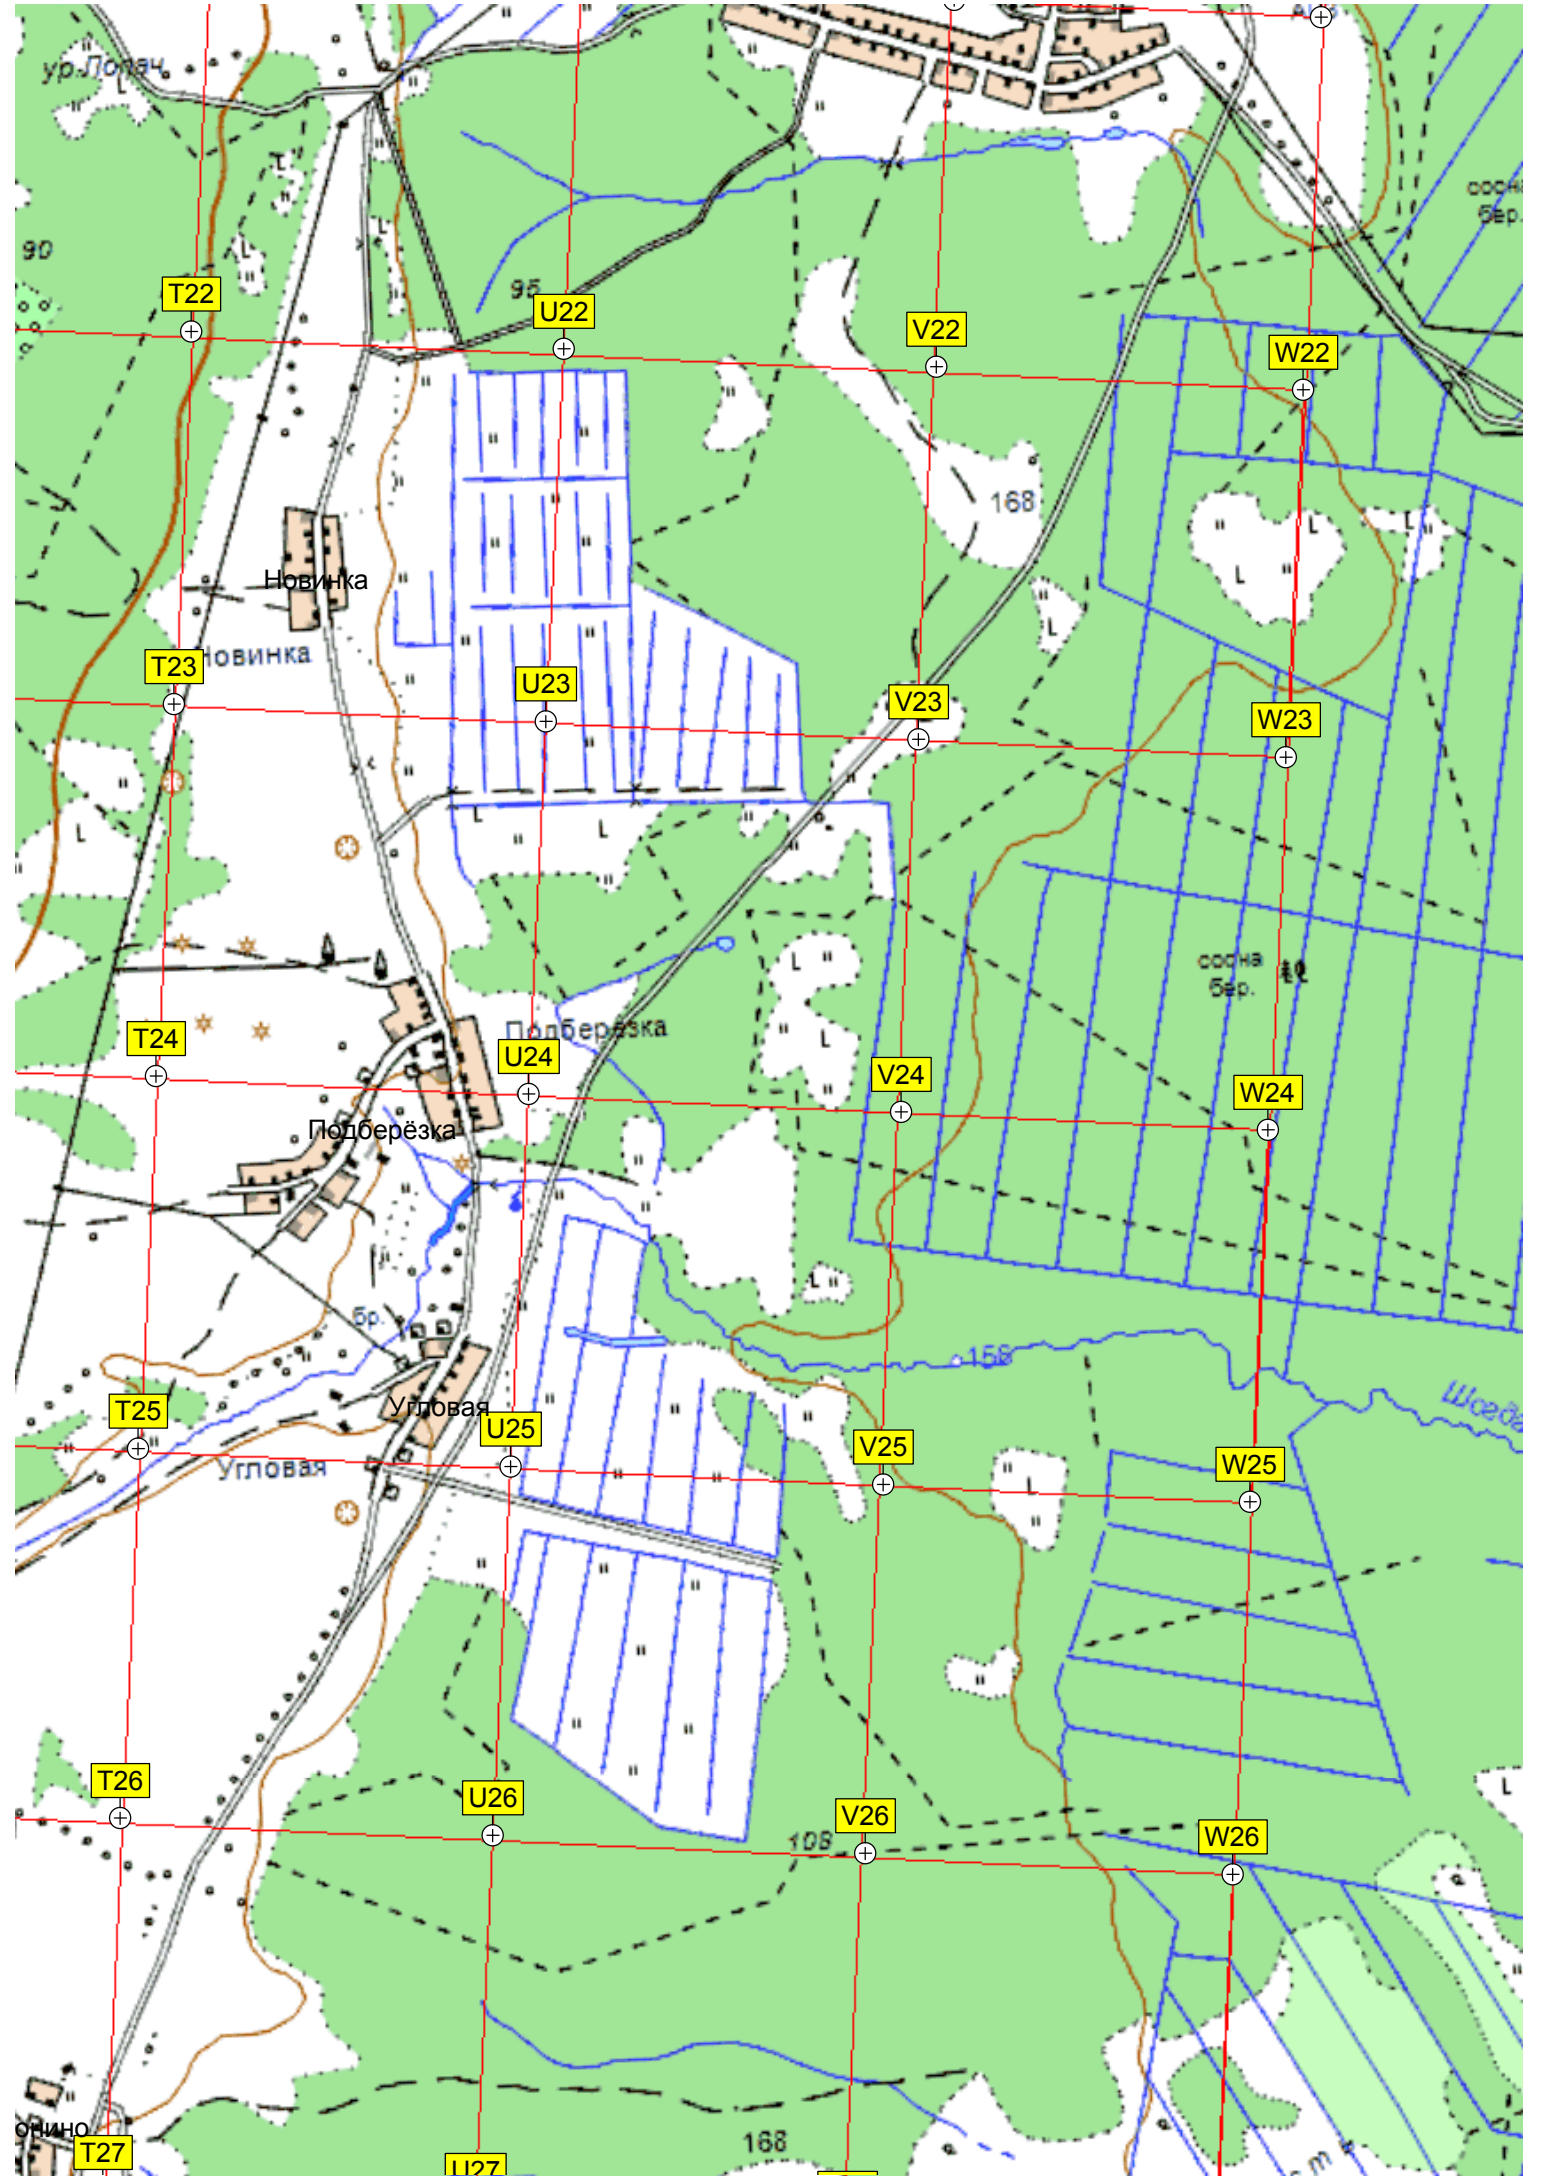 ур.Лопач
сосна
бер.
90
95
T22
U22
V22
W22
168
Новинка
Новинка
T23
U23
V23
W23
сосна
бер.
Подберёзка
T24
U24
V24
W24
Подберёзка
бр.
158
Угловая
T25
U25
V25
W25
Угловая
T26
U26
V26
W26
108
онино
T27
U27
168